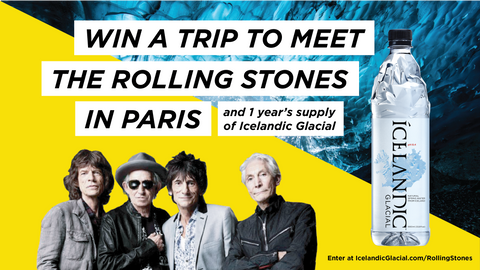 WIN A TRIP TO MEET
THE ROLLING STONES
IN PARIS
and 1 year's supply
of Icelandic Glacial
ÍCELANDIC
GLACIAL
Enter at IcelandicGlacial.com/RollingStones